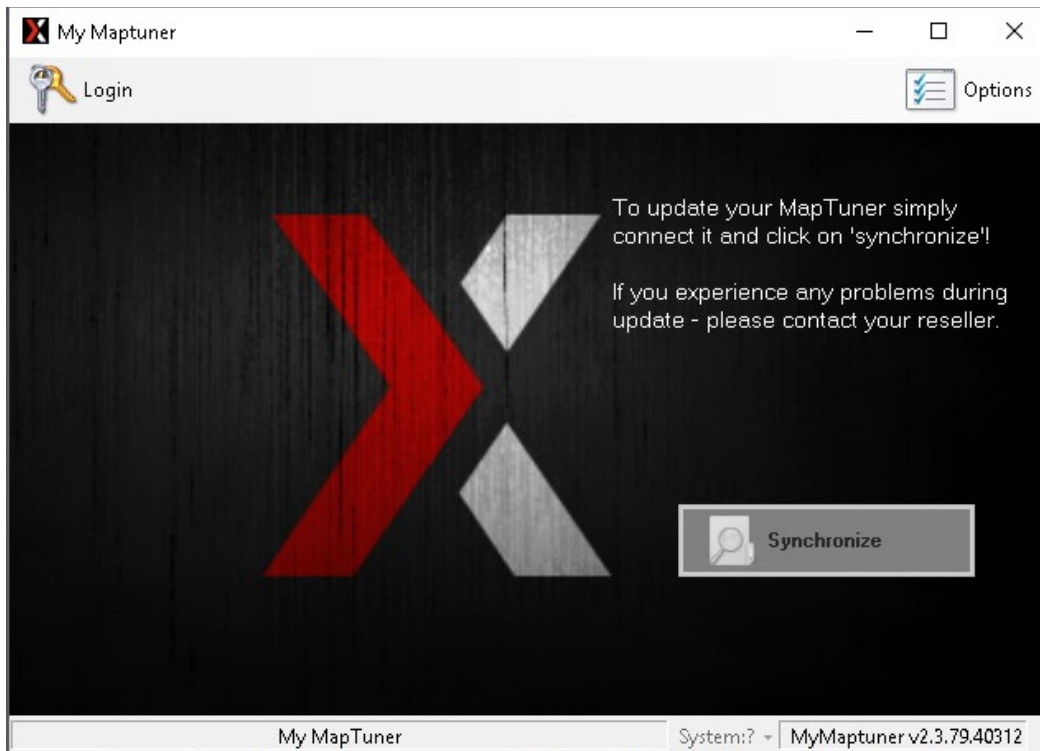 My Maptuner
Login
Options
To update your MapTuner simply
connect it and click on 'synchronize'!
If you experience any problems during
update - please contact your reseller.
Synchronize
My MapTuner
System:?
MyMaptuner v2.3.79.40312